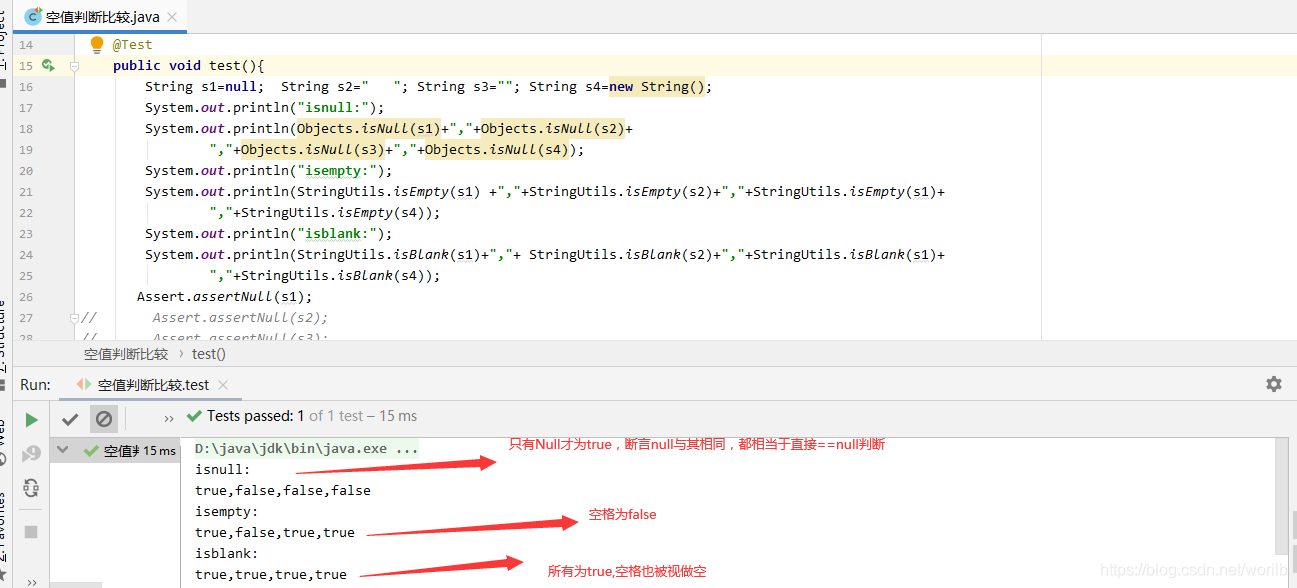 空值判断比较.java
14 @Test
15 public void test(){
16 String s1=null; String s2="   "; String s3=""; String s4=new String();
17 System.out.println("isnull:");
18 System.out.println(Objects.isNull(s1)+","+Objects.isNull(s2)+
19 ","+Objects.isNull(s3)+","+Objects.isNull(s4));
20 System.out.println("isempty:");
21 System.out.println(StringUtils.isEmpty(s1) +","+StringUtils.isEmpty(s2)+","+StringUtils.isEmpty(s1)+
22 ","+StringUtils.isEmpty(s4));
23 System.out.println("isblank:");
24 System.out.println(StringUtils.isBlank(s1)+","+ StringUtils.isBlank(s2)+","+StringUtils.isBlank(s1)+
25 ","+StringUtils.isBlank(s4));
26 Assert.assertNull(s1);
27 // Assert.assertNull(s2);
28 // Assert.assertNull(s3);
空值判断比较 › test()
Run: 空值判断比较.test
» Tests passed: 1 of 1 test – 15 ms
空值判 15 ms
D:\java\jdk\bin\java.exe ...
只有Null才为true，断言null与其相同，都相当于直接==null判断
isnull:
true,false,false,false
isempty:
空格为false
true,false,true,true
isblank:
所有为true,空格也被视做空
true,true,true,true
https://blog.csdn.net/worilb